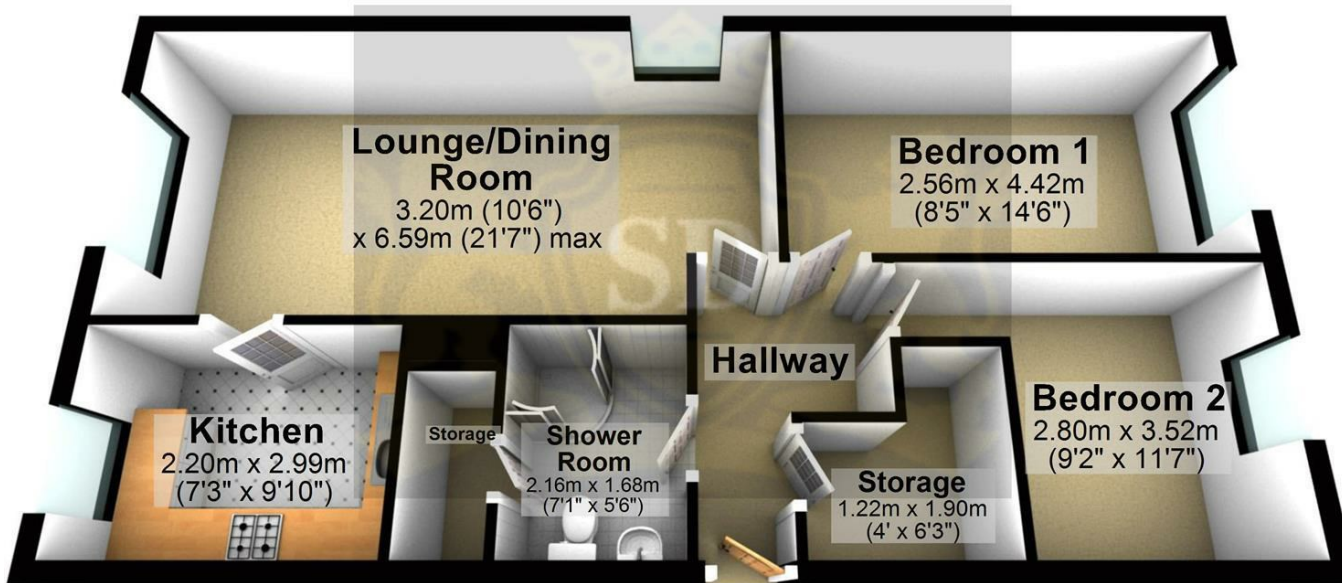 Lounge/Dining
Room
3.20m (10'6")
x 6.59m (21'7") max
Bedroom 1
2.56m x 4.42m
(8'5" x 14'6")
Hallway
Kitchen
2.20m x 2.99m
(7'3" x 9'10")
Storage
Shower
Room
2.16m x 1.68m
(7'1" x 5'6")
Storage
1.22m x 1.90m
(4' x 6'3")
Bedroom 2
2.80m x 3.52m
(9'2" x 11'7")